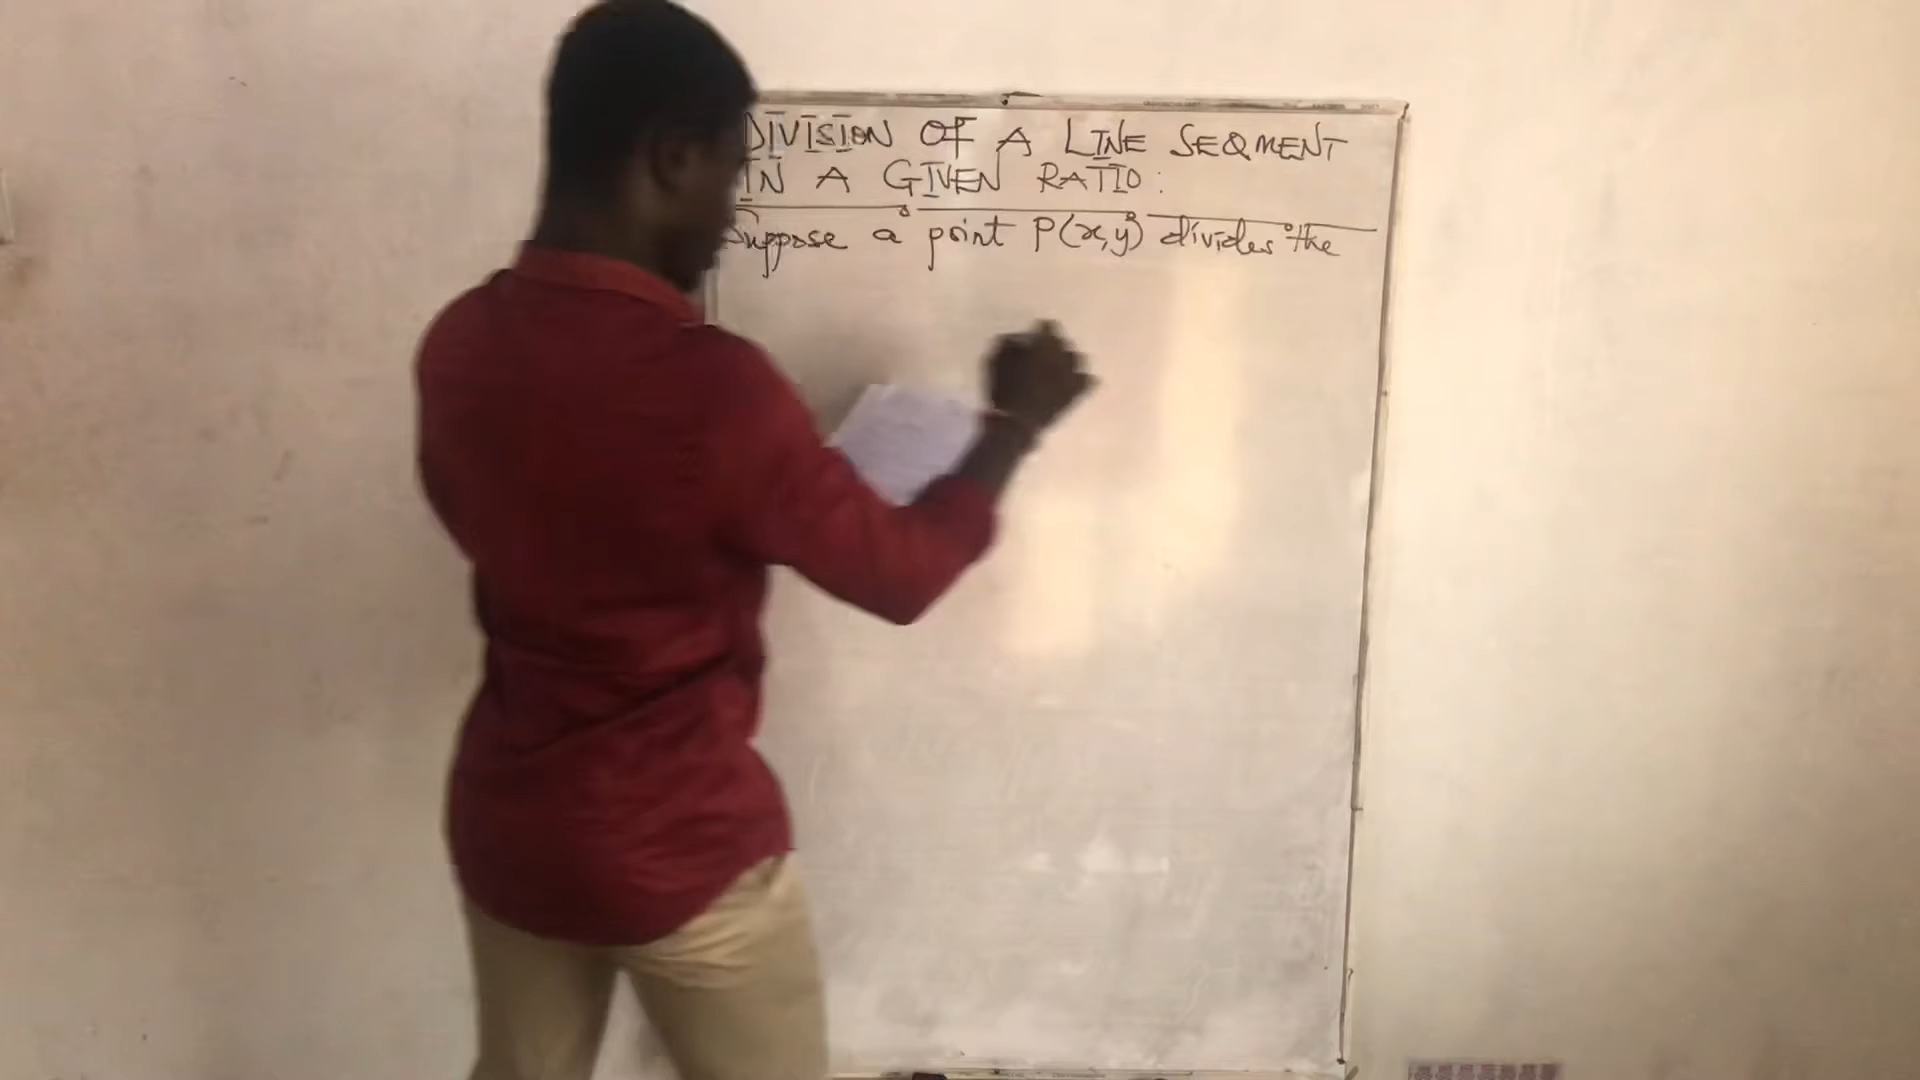 DIVISION OF A LINE SEGMENT
IN A GIVEN RATIO:
Suppose a point P(x,y) divides the